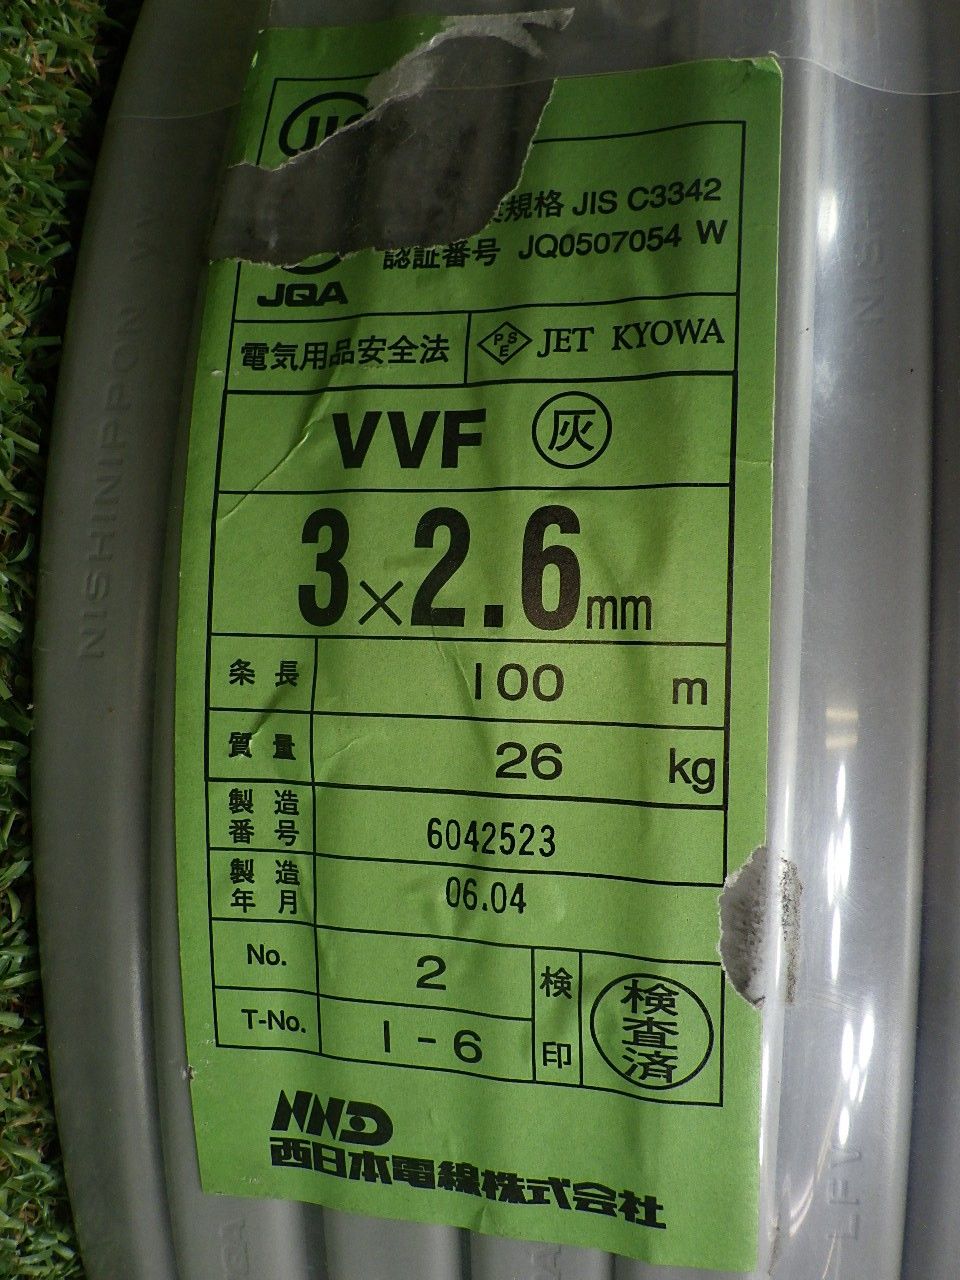 規格 JIS C3342
認証番号 JQ0507054 W
JQA
電気用品安全法
PSE JET KYOWA
VVF 灰
3×2.6mm
条長 100 m
質量 26 kg
製造番号 6042523
製造年月 06.04
No. 2
T-No. 1-6
検印
検査済
NND
西日本電線株式会社
NISHINIPPON